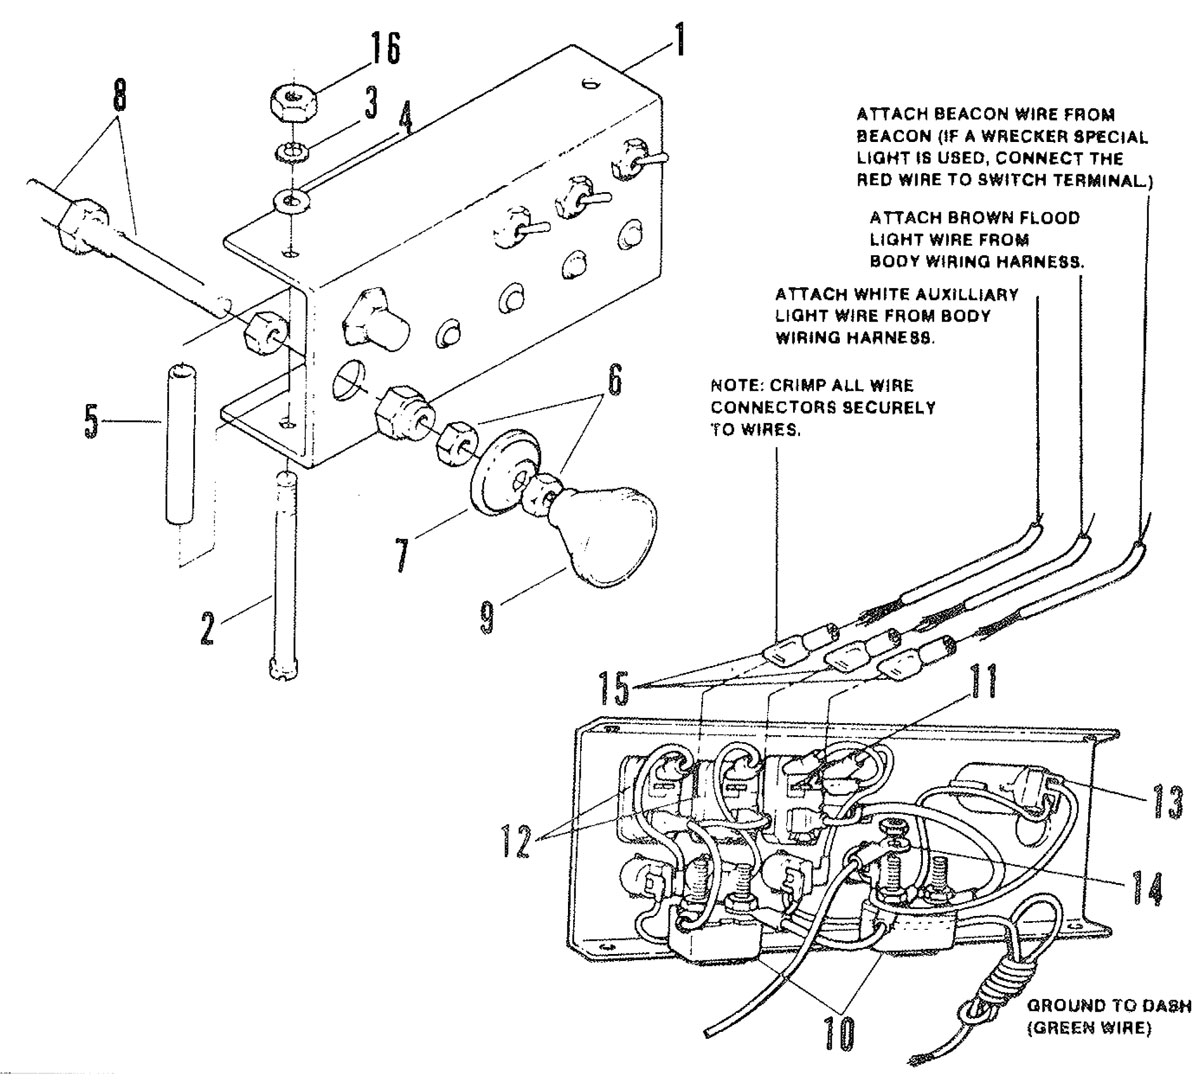 16
1
8
3
4
ATTACH BEACON WIRE FROM
BEACON (IF A WRECKER SPECIAL
LIGHT IS USED, CONNECT THE
RED WIRE TO SWITCH TERMINAL.)
ATTACH BROWN FLOOD
LIGHT WIRE FROM
BODY WIRING HARNESS.
ATTACH WHITE AUXILLIARY
LIGHT WIRE FROM BODY
WIRING HARNESS.
NOTE: CRIMP ALL WIRE
CONNECTORS SECURELY
TO WIRES.
5
6
7
9
2
15
11
13
12
14
10
GROUND TO DASH
(GREEN WIRE)